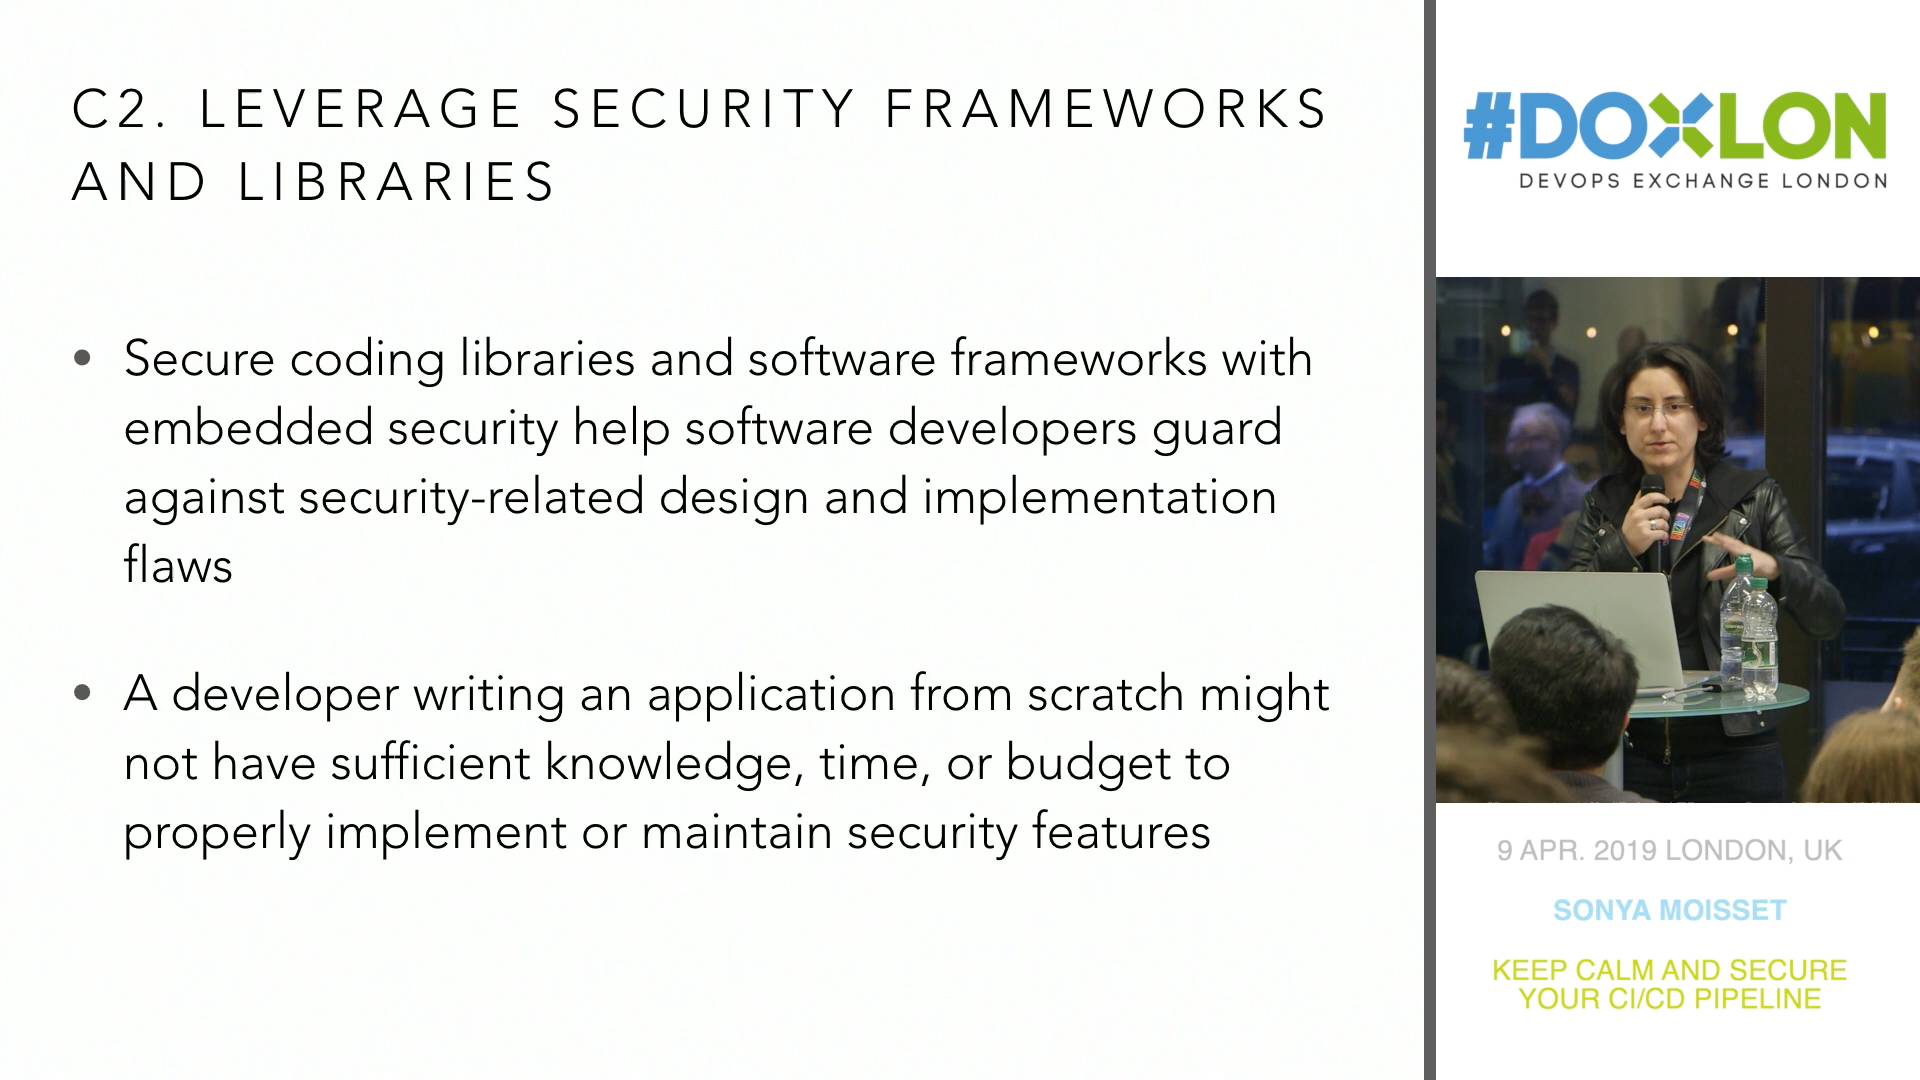 C2. LEVERAGE SECURITY FRAMEWORKS
AND LIBRARIES
• Secure coding libraries and software frameworks with
embedded security help software developers guard
against security-related design and implementation
flaws
• A developer writing an application from scratch might
not have sufficient knowledge, time, or budget to
properly implement or maintain security features
#DOXLON
DEVOPS EXCHANGE LONDON
9 APR. 2019 LONDON, UK
SONYA MOISSET
KEEP CALM AND SECURE
YOUR CI/CD PIPELINE